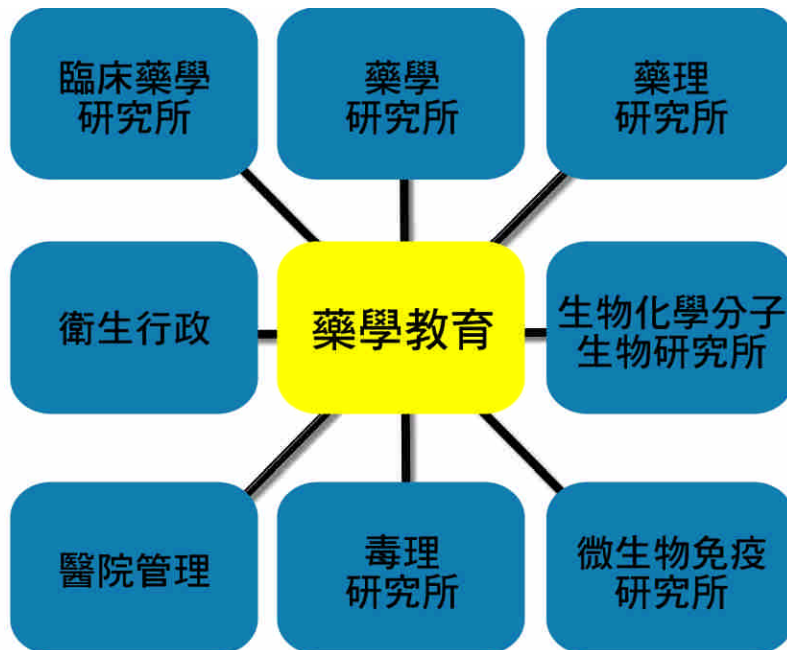 臨床藥學
研究所
藥學
研究所
藥理
研究所
衛生行政
藥學教育
生物化學分子
生物研究所
醫院管理
毒理
研究所
微生物免疫
研究所